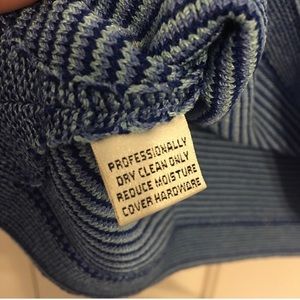 PROFESSIONALLY
DRY CLEAN ONLY
REDUCE MOISTURE
COVER HARDWARE